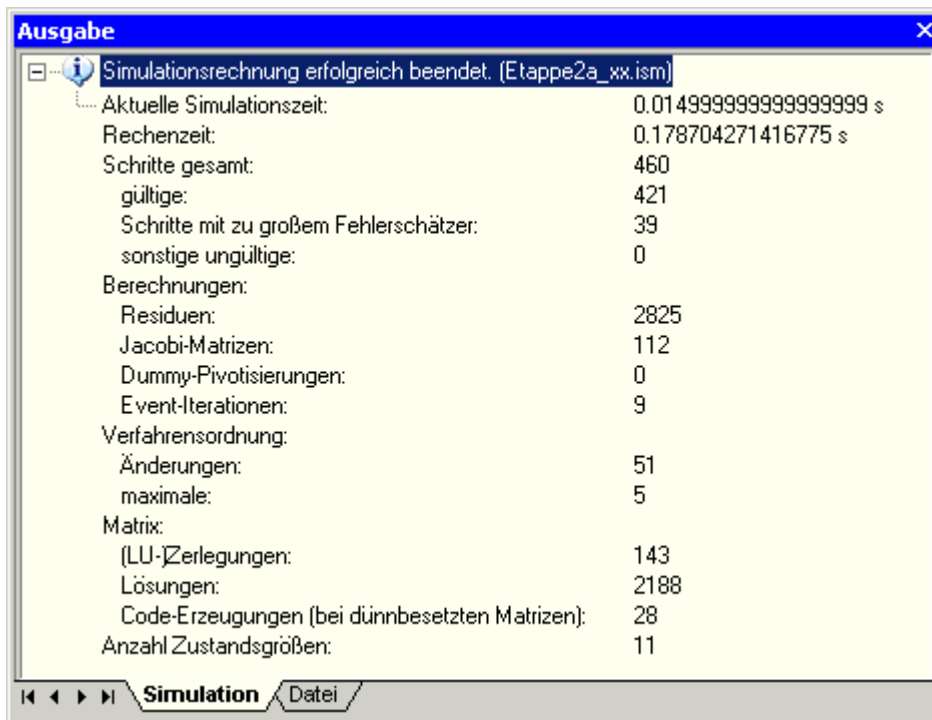 Ausgabe
Simulationsrechnung erfolgreich beendet. (Etappe2a_xx.ism)
Aktuelle Simulationszeit: 0.014999999999999999 s
Rechenzeit: 0.178704271416775 s
Schritte gesamt: 460
gültige: 421
Schritte mit zu großem Fehlerschätzer: 39
sonstige ungültige: 0
Berechnungen:
Residuen: 2825
Jacobi-Matrizen: 112
Dummy-Pivotisierungen: 0
Event-Iterationen: 9
Verfahrensordnung:
Änderungen: 51
maximale: 5
Matrix:
(LU-)Zerlegungen: 143
Lösungen: 2188
Code-Erzeugungen (bei dünnbesetzten Matrizen): 28
Anzahl Zustandsgrößen: 11
Simulation Datei